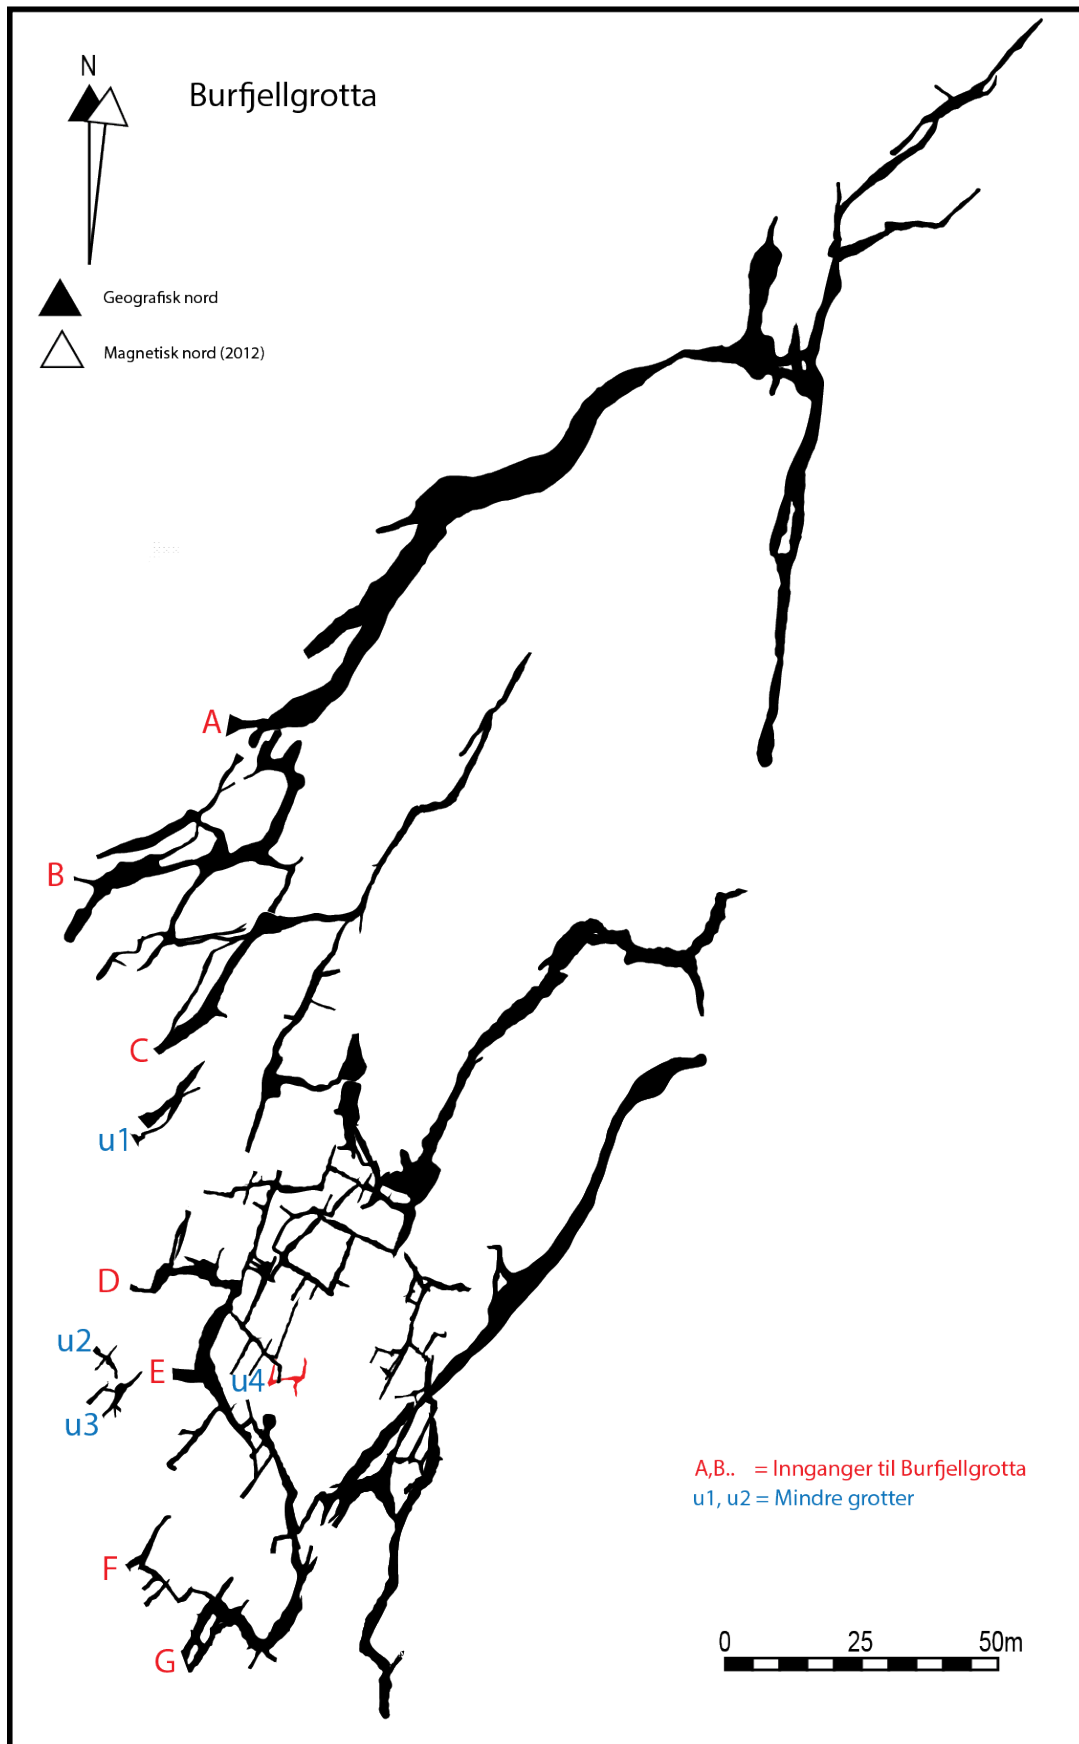 N
Burfjellgrotta
Geografisk nord
Magnetisk nord (2012)
A
B
C
u1
D
u2
E
u4
u3
A,B.. = Innganger til Burfjellgrotta
u1, u2 = Mindre grotter
F
G
0 25 50m